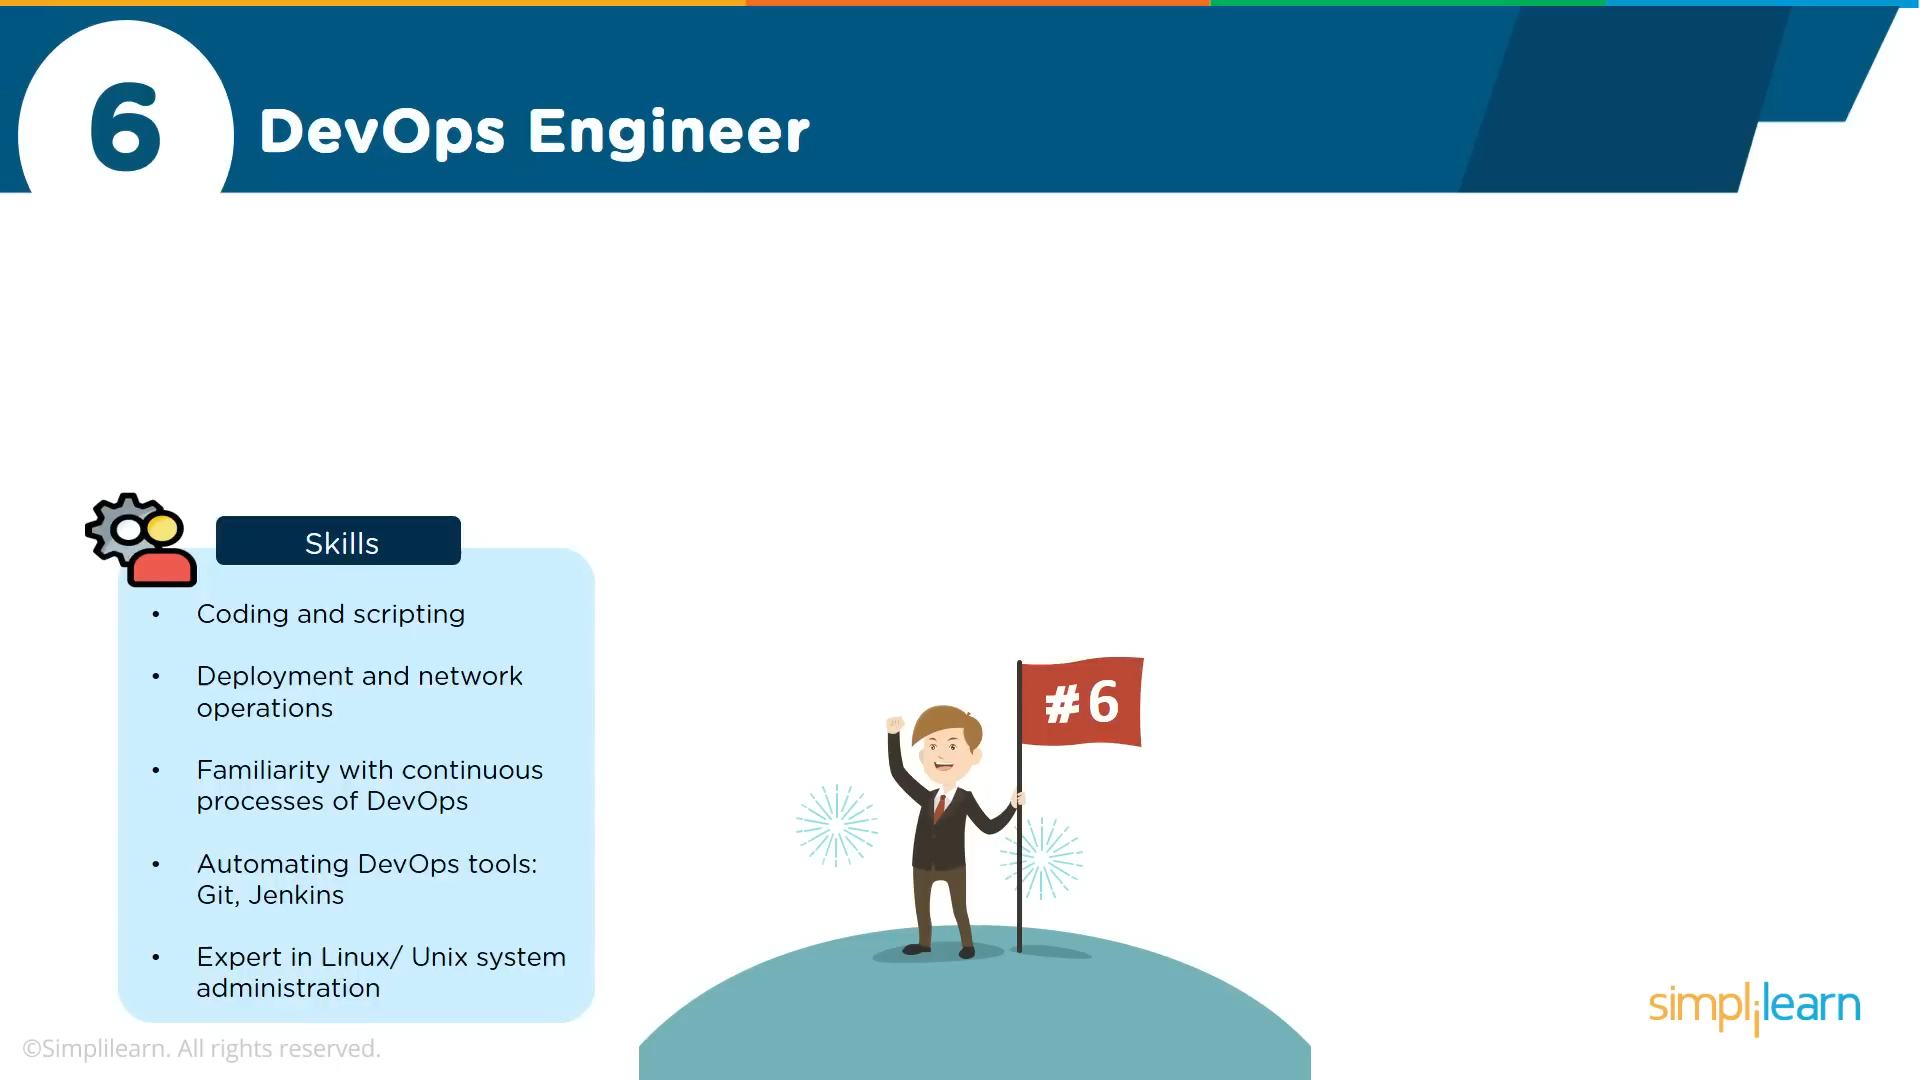 6
DevOps Engineer
Skills
• Coding and scripting
• Deployment and network
operations
• Familiarity with continuous
processes of DevOps
• Automating DevOps tools:
Git, Jenkins
• Expert in Linux/ Unix system
administration
#6
simplilearn
©Simplilearn. All rights reserved.